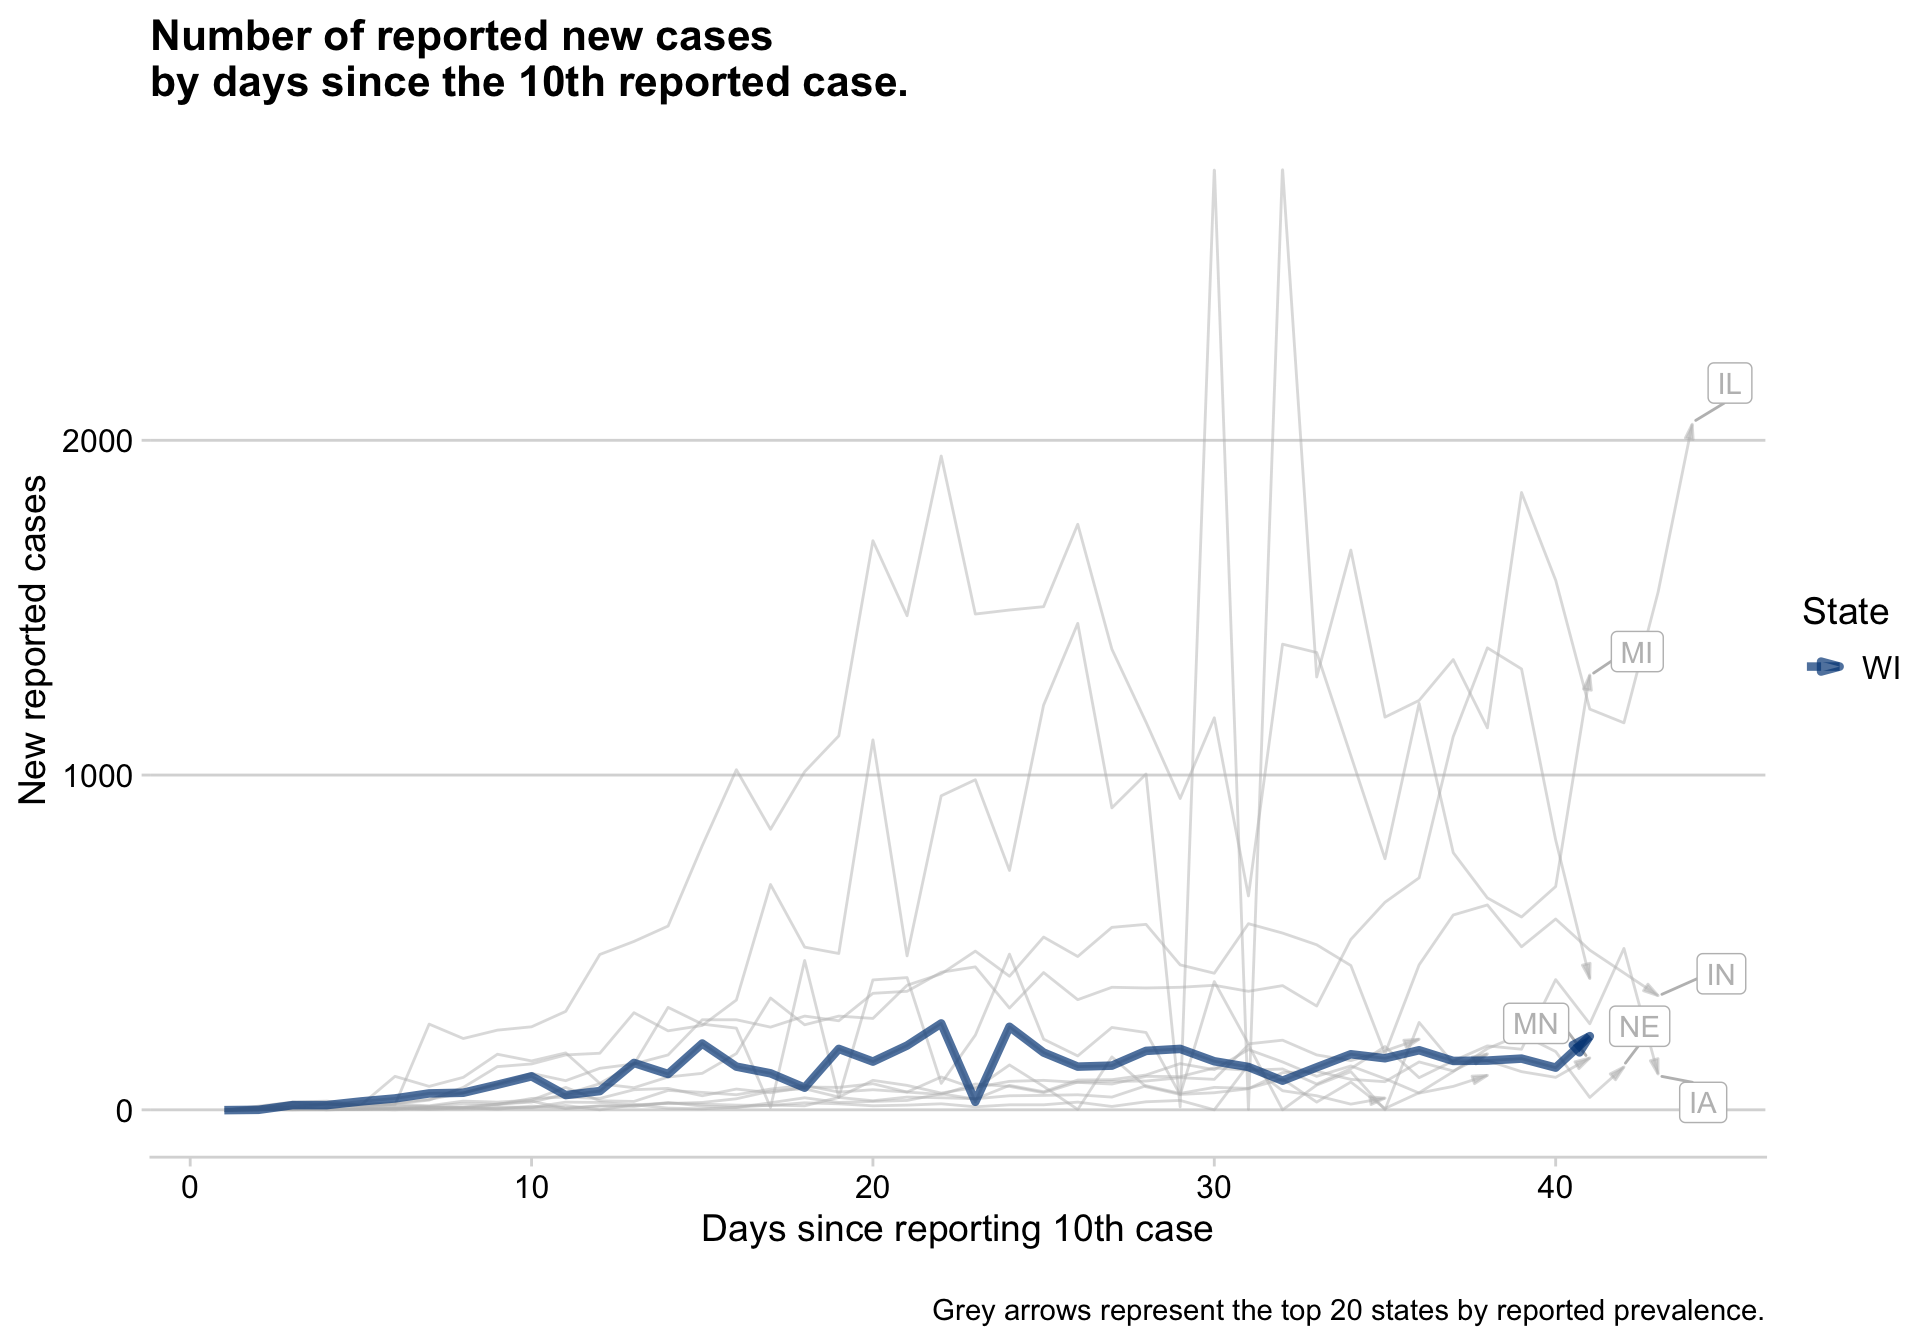 Number of reported new cases
by days since the 10th reported case.
New reported cases
2000
1000
0
IL
MI
IN
MN
NE
IA
State
WI
0
10
20
30
40
Days since reporting 10th case
Grey arrows represent the top 20 states by reported prevalence.